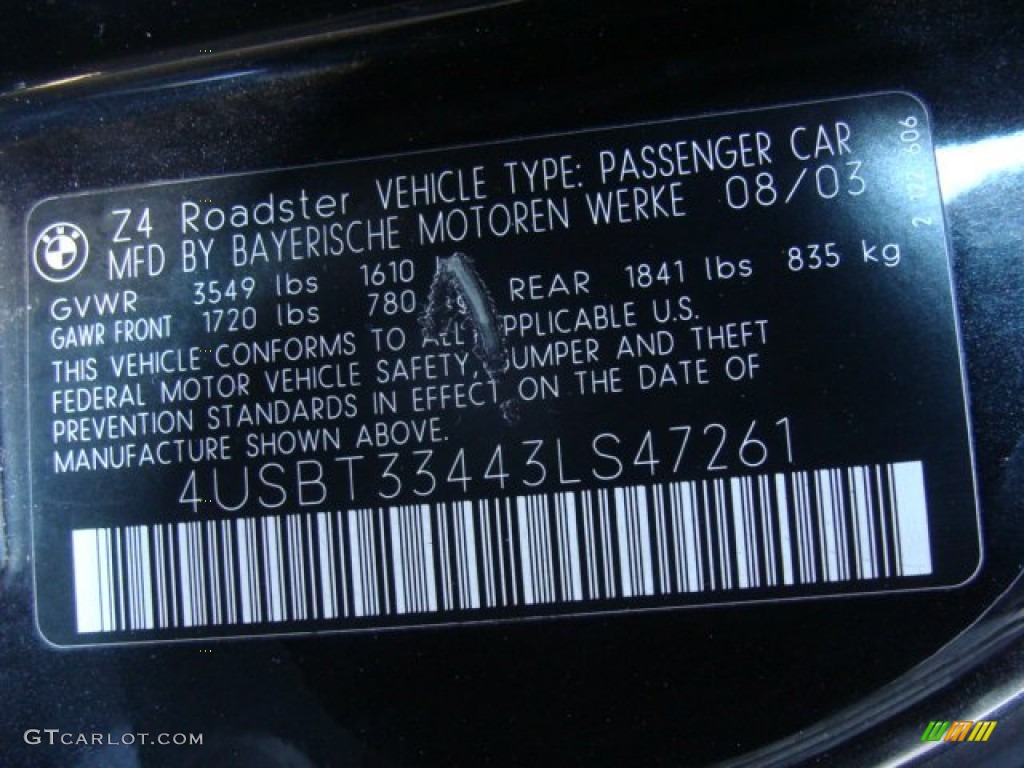 Z4 Roadster VEHICLE TYPE: PASSENGER CAR
MFD BY BAYERISCHE MOTOREN WERKE 08/03
GVWR 3549 lbs 1610
GAWR FRONT 1720 lbs 780 REAR 1841 lbs 835 kg
THIS VEHICLE CONFORMS TO ALL APPLICABLE U.S.
FEDERAL MOTOR VEHICLE SAFETY, BUMPER AND THEFT
PREVENTION STANDARDS IN EFFECT ON THE DATE OF
MANUFACTURE SHOWN ABOVE.
4USBT33443LS47261
GTCARLOT.COM